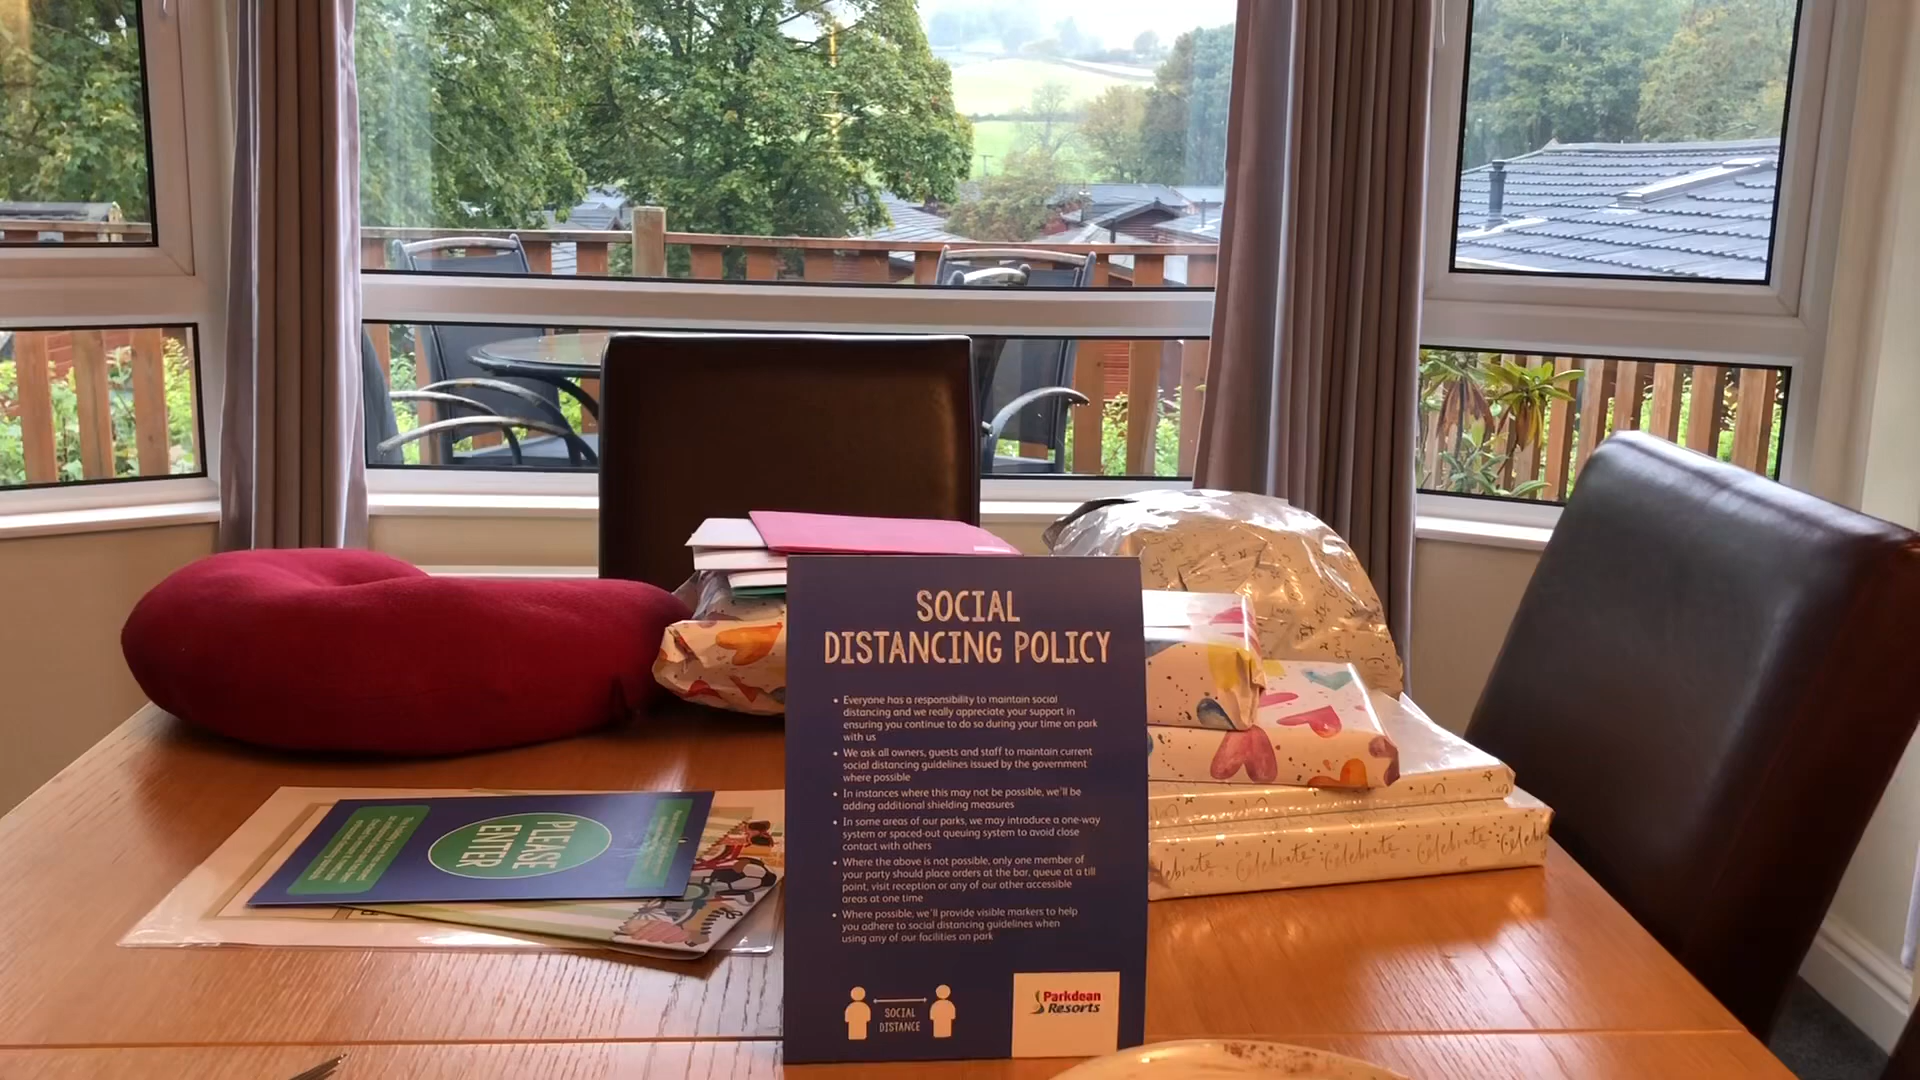 SOCIAL
DISTANCING POLICY
• Everyone has a responsibility to maintain social
distancing and we really appreciate your support in
ensuring you continue to do so during your time on park
with us
• We ask all owners, guests and staff to maintain current
social distancing guidelines issued by the government
where possible
• In instances where this may not be possible, we'll be
adding additional shielding measures
• In some areas of our parks, we may introduce a one-way
system or spaced-out queuing system to avoid close
contact with others
• Where the above is not possible, only one member of
your party should place orders at the bar, queue at a till
point, visit reception or any of our other accessible
areas at one time
• Where possible, we'll provide visible markers to help
you adhere to social distancing guidelines when
using any of our facilities on park
SOCIAL
DISTANCE
Parkdean
Resorts
PLEASE
ENTER
Celebrate Celebrate Celebrate